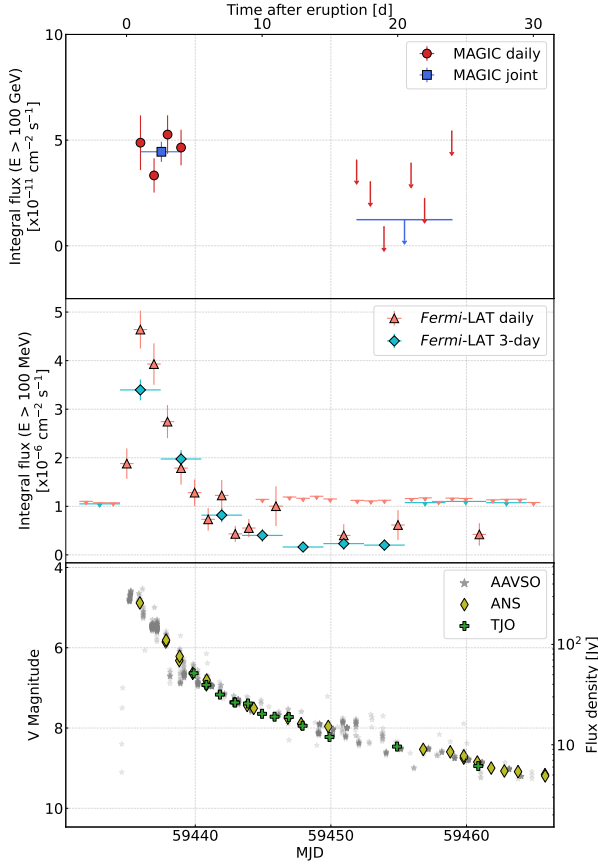 Time after eruption [d]
0 10 20 30
10
5
0
Integral flux (E > 100 GeV)
[x10⁻¹¹ cm⁻² s⁻¹]
MAGIC daily
MAGIC joint
5
4
3
2
1
0
Integral flux (E > 100 MeV)
[x10⁻⁶ cm⁻² s⁻¹]
Fermi-LAT daily
Fermi-LAT 3-day
4
6
8
10
V Magnitude
AAVSO
ANS
TJO
10²
10
Flux density [Jy]
59440 59450 59460
MJD